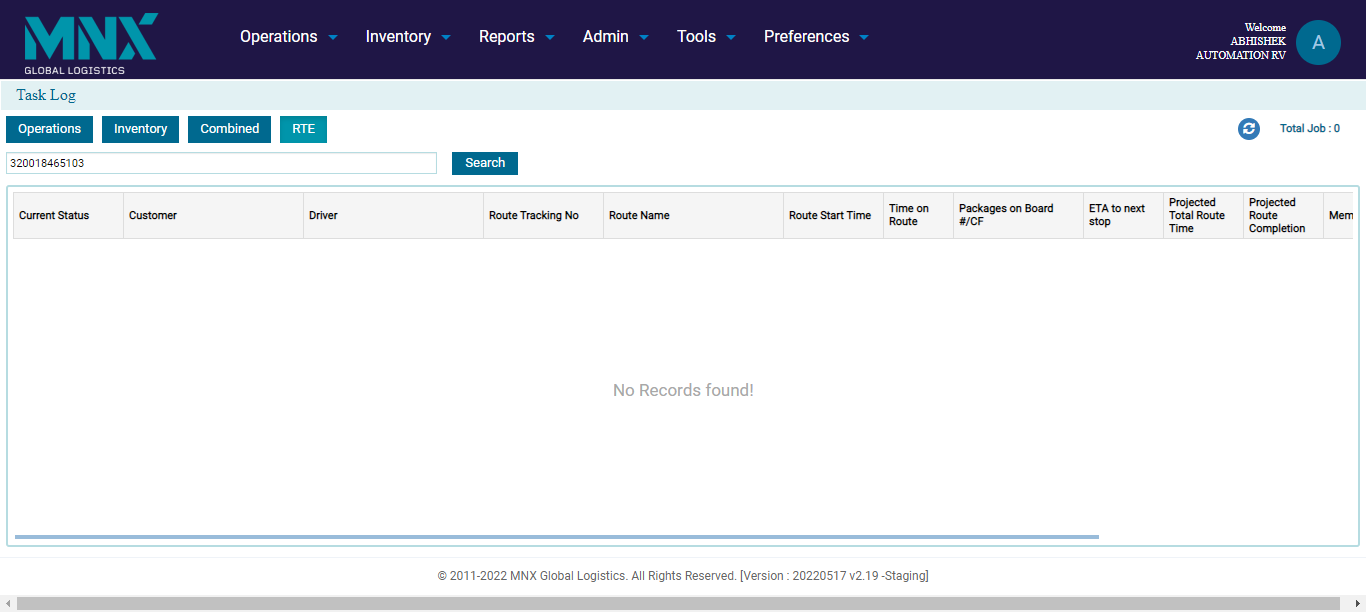 MNX
GLOBAL LOGISTICS
Operations Inventory Reports Admin Tools Preferences
Welcome
ABHISHEK
AUTOMATION RV
A
Task Log
Operations Inventory Combined RTE
Total Job : 0
320018465103
Search
Current Status Customer Driver Route Tracking No Route Name Route Start Time
Time on
Route
Packages on Board
#/CF
ETA to next
stop
Projected
Total Route
Time
Projected
Route
Completion
Mem
No Records found!
© 2011-2022 MNX Global Logistics. All Rights Reserved. [Version : 20220517 v2.19 -Staging]